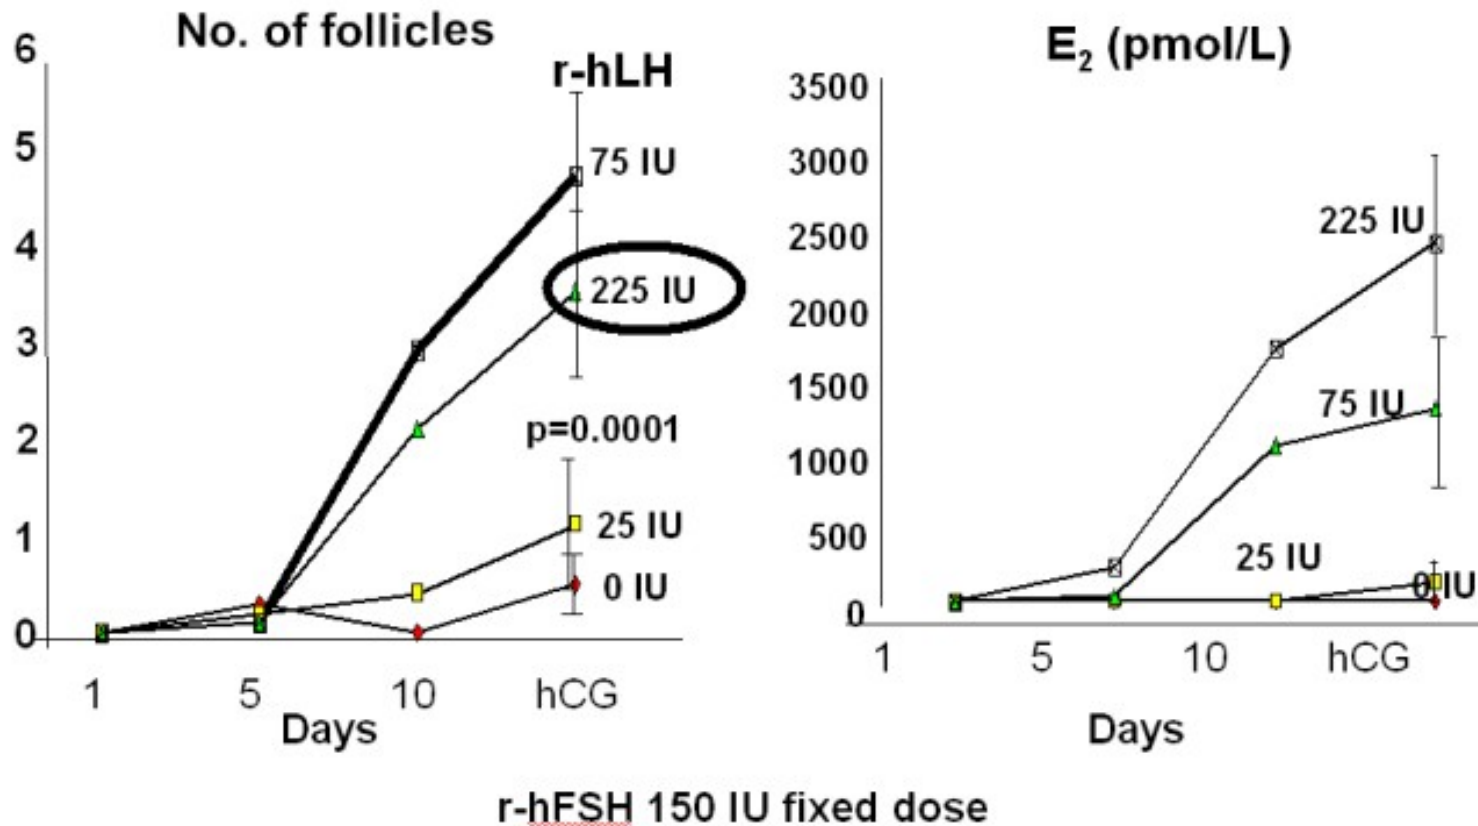 No. of follicles
r-hLH
6
5
4
3
2
1
0
75 IU
225 IU
p=0.0001
25 IU
0 IU
1 5 10 hCG
Days
E₂ (pmol/L)
3500
3000
2500
2000
1500
1000
500
0
225 IU
75 IU
25 IU
0 IU
1 5 10 hCG
Days
r-hFSH 150 IU fixed dose